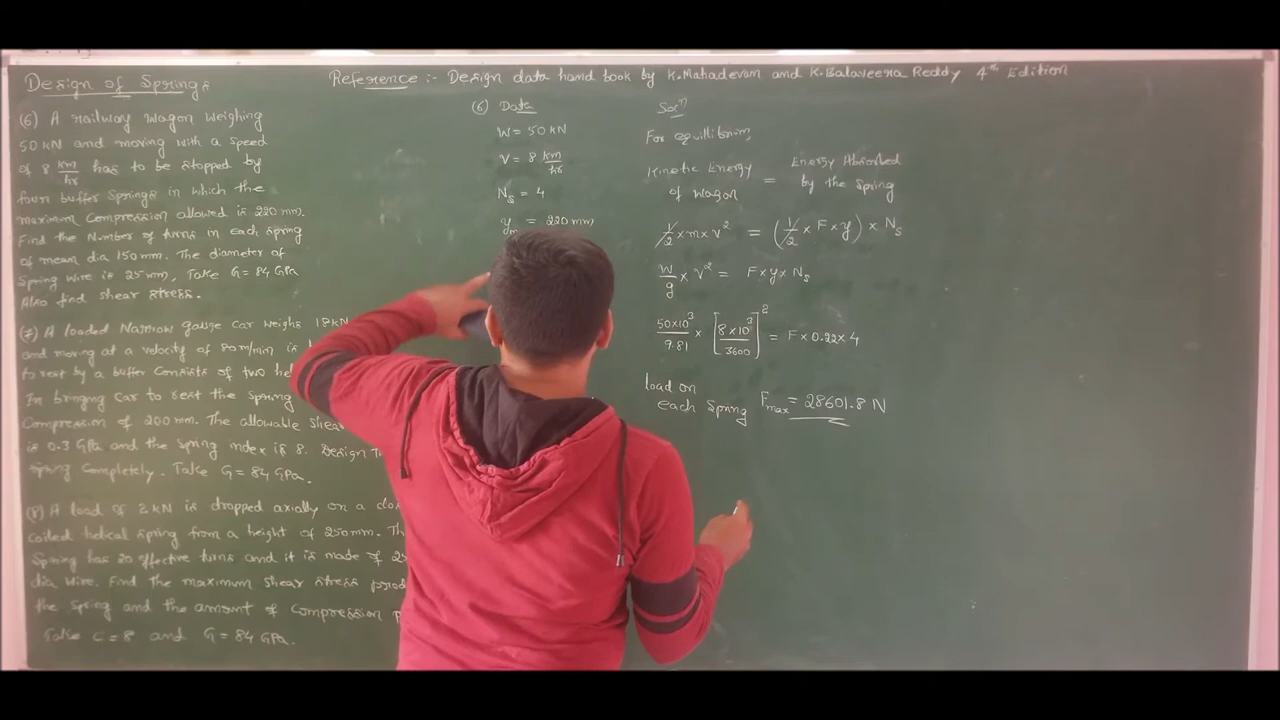 Design of Springs
Reference :- Design data hand book by K.Mahadevan and K.Balaveera Reddy 4th Edition
(6) A railway wagon weighing
50 kN and moving with a speed
of 8 km/hr has to be stopped by
four buffer springs in which the
maximum compression allowed is 220 mm.
Find the Number of turns in each spring
of mean dia 150 mm. The diameter of
spring wire is 25 mm, Take G = 84 GPa
Also find shear stress.
(7) A loaded Narrow gauge car weighs 18 kN
and moving at a velocity of 80 m/min is
to rest by a buffer consists of two
In bringing car to rest the spring
compression of 200 mm. The allowable shea
is 0.3 GPa and the spring index is 8. Design
spring completely. Take G = 84 GPa.
(8) A load of 2 kN is dropped axially on a
coiled helical spring from a height of 250 mm.
Spring has 20 effective turns and it is made of
dia wire. Find the maximum shear stress
the spring and the amount of compression
Take C = 8 and G = 84 GPa.
(6) Data
W = 50 kN
V = 8 km/hr
Ns = 4
ym = 220 mm
Sol^n
For equilibrium,
Kinetic Energy of wagon = Energy Absorbed by the Spring
1/2 × m × v² = (1/2 × F × y) × Ns
W/g × v² = F × y × Ns
50×10³/9.81 × [8×10³/3600]² = F × 0.22 × 4
load on
each spring Fmax = 28601.8 N